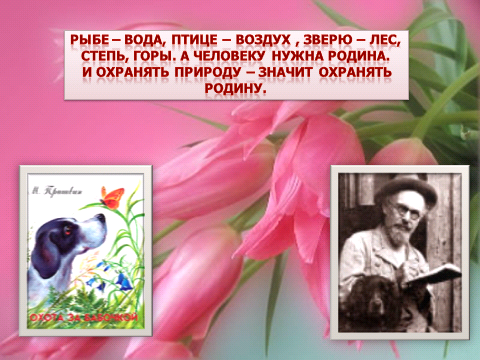 РЫБЕ – ВОДА, ПТИЦЕ – ВОЗДУХ , ЗВЕРЮ – ЛЕС,
СТЕПЬ, ГОРЫ. А ЧЕЛОВЕКУ НУЖНА РОДИНА.
И ОХРАНЯТЬ ПРИРОДУ – ЗНАЧИТ ОХРАНЯТЬ
РОДИНУ.
М. Пришвин
ОХОТА ЗА БАБОЧКОЙ